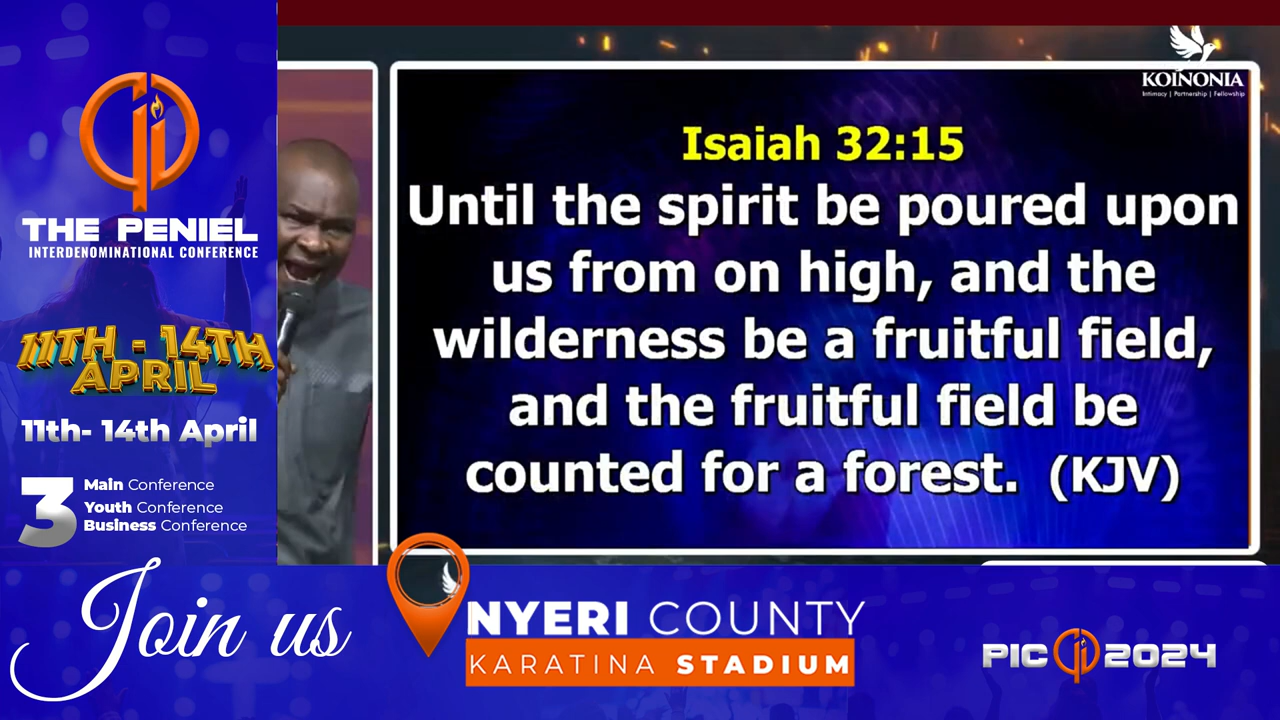 THE PENIEL
INTERDENOMINATIONAL CONFERENCE
11TH - 14TH
APRIL
11th- 14th April
3
Main Conference
Youth Conference
Business Conference
KOINONIA
Intimacy | Partnership | Fellowship
Isaiah 32:15
Until the spirit be poured upon
us from on high, and the
wilderness be a fruitful field,
and the fruitful field be
counted for a forest. (KJV)
Join us
NYERI COUNTY
KARATINA STADIUM
PIC 2024